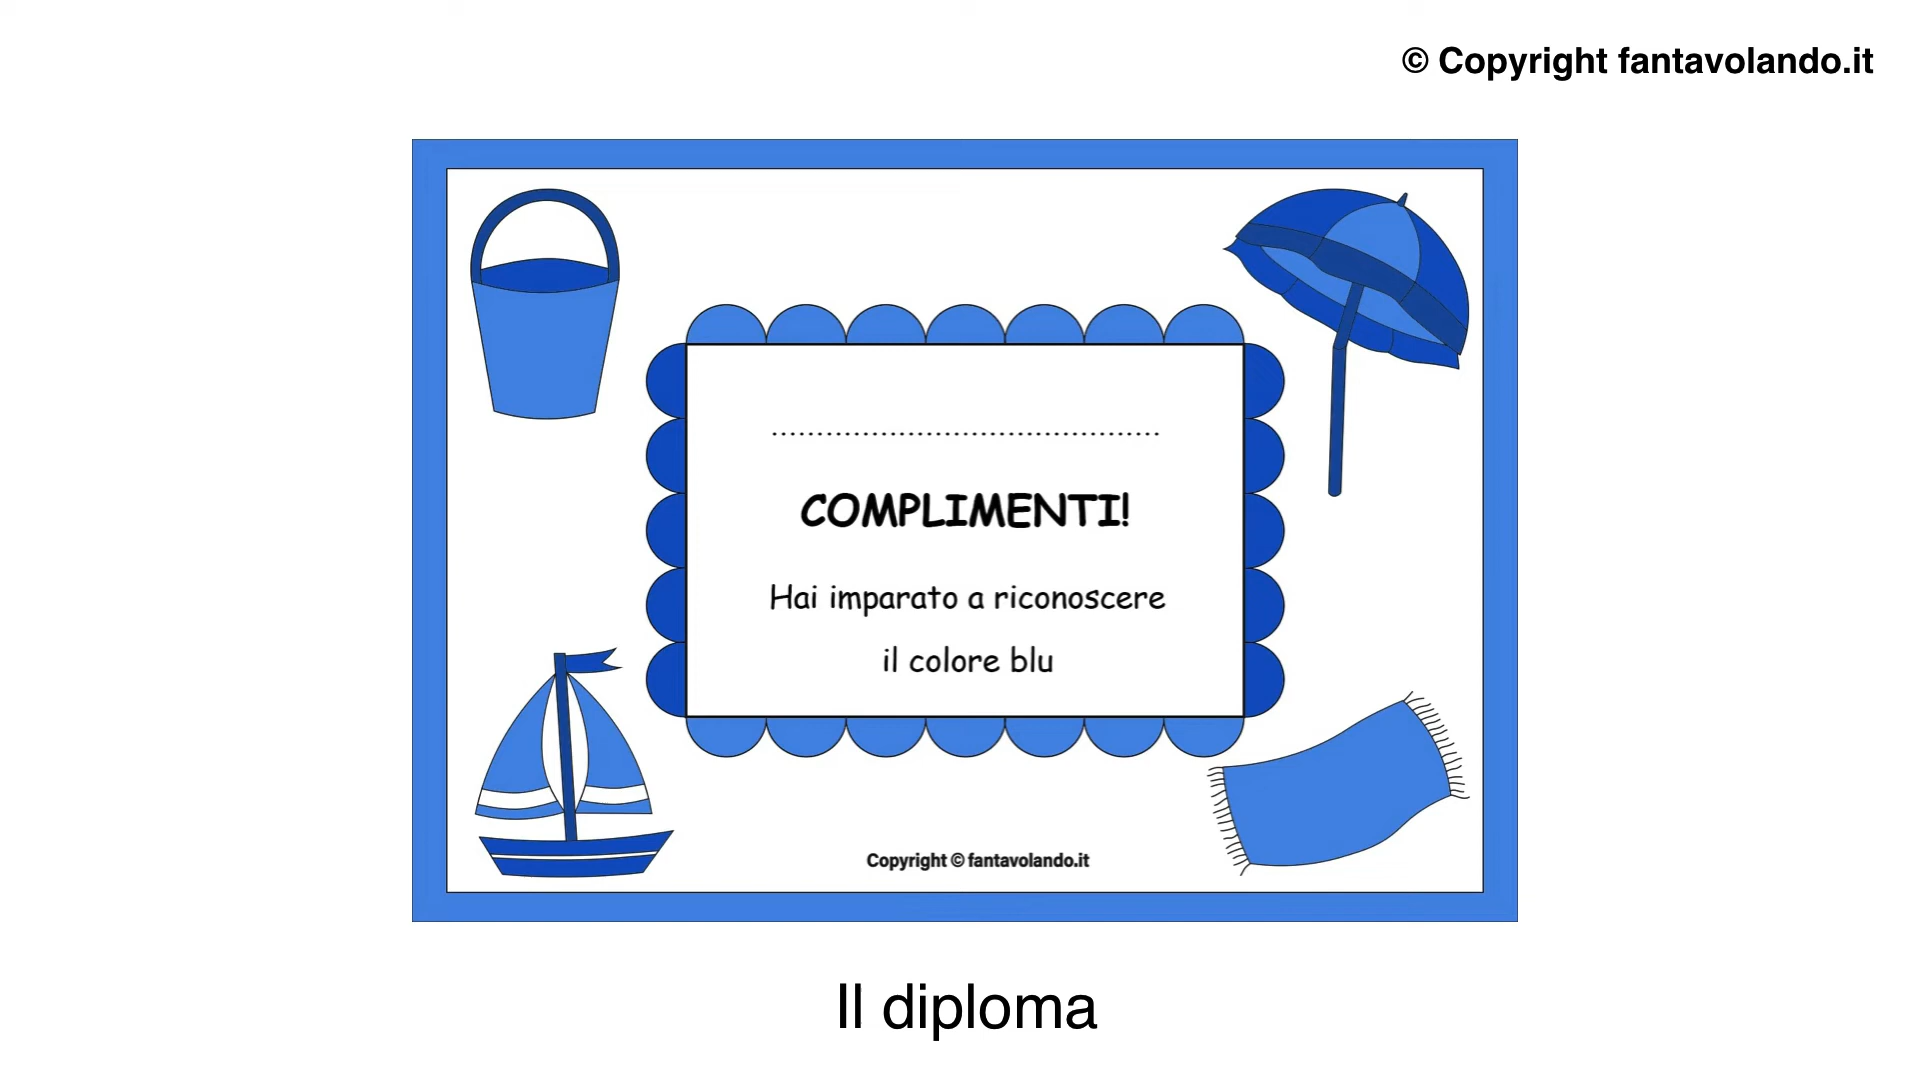 © Copyright fantavolando.it
........................................
COMPLIMENTI!
Hai imparato a riconoscere
il colore blu
Copyright © fantavolando.it
Il diploma